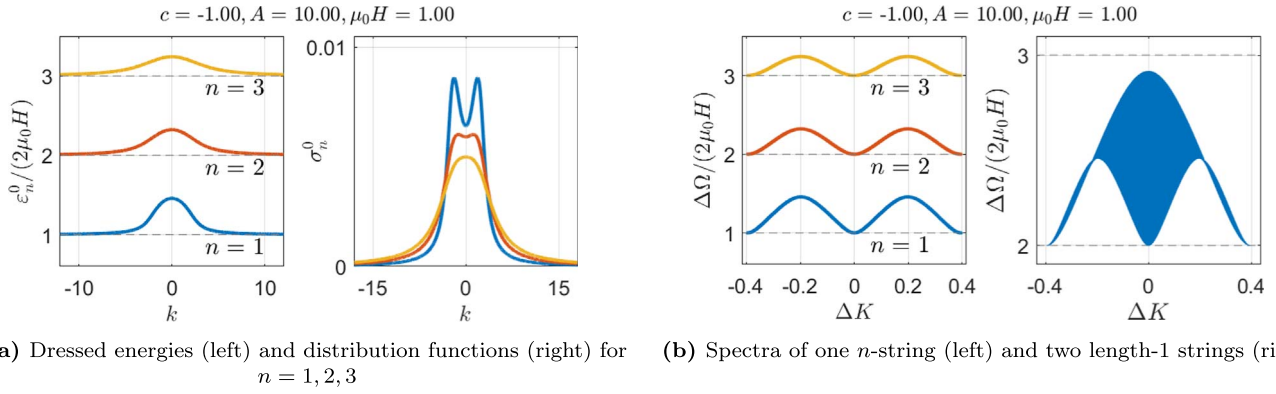 c = -1.00, A = 10.00, μ₀H = 1.00
ε⁰ₙ/(2μ₀H)
3
2
1
n = 3
n = 2
n = 1
-10 0 10
k
σ⁰ₙ
0.01
0
-15 0 15
k
a) Dressed energies (left) and distribution functions (right) for
n = 1, 2, 3
c = -1.00, A = 10.00, μ₀H = 1.00
ΔΩ/(2μ₀H)
3
2
1
n = 3
n = 2
n = 1
-0.4 -0.2 0 0.2 0.4
ΔK
ΔΩ/(2μ₀H)
3
2
-0.4 0 0.4
ΔK
(b) Spectra of one n-string (left) and two length-1 strings (ri